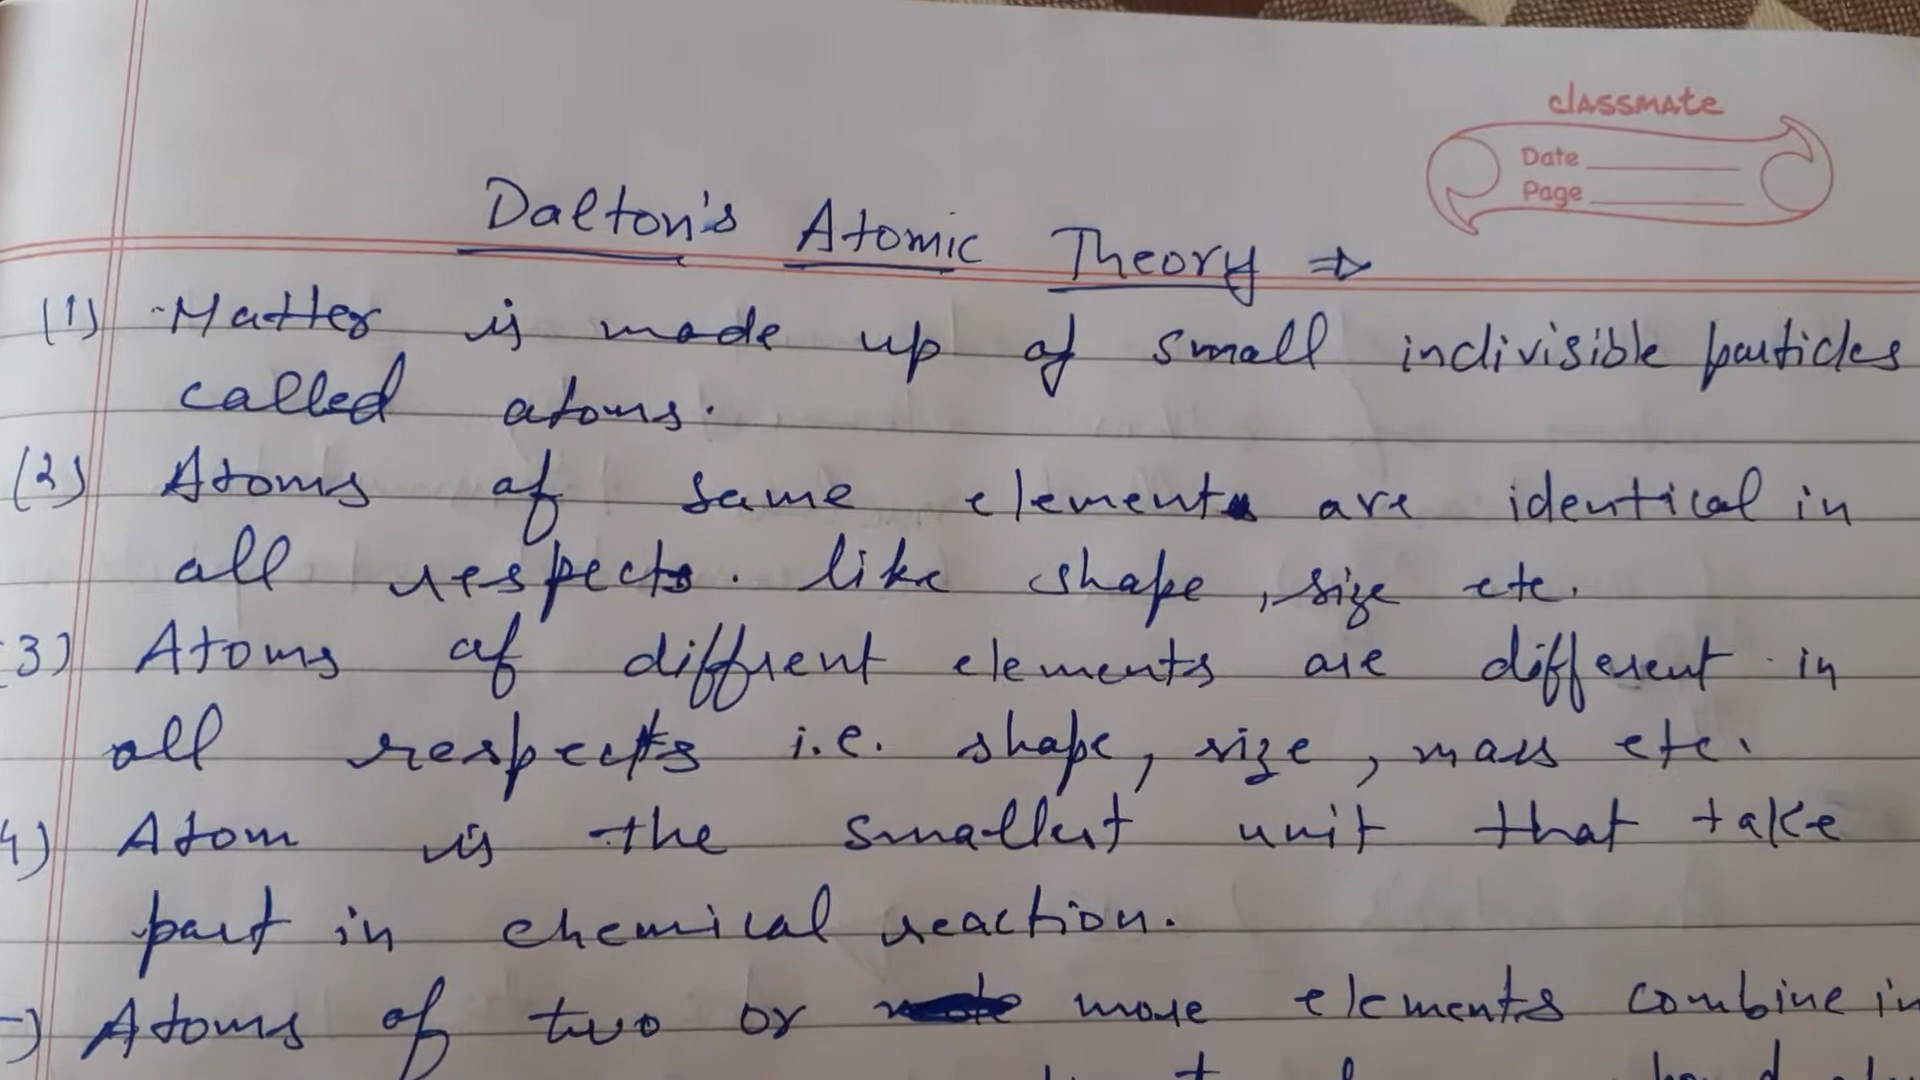 classmate
Date
Page
Dalton's Atomic Theory ⇒
(1) Matter is made up of small indivisible particles
called atoms.
(2) Atoms of same element are identical in
all respects. like shape, size etc.
3) Atoms of diffrent elements are different in
all respects i.e. shape, size, mass etc.
4) Atom is the smallest unit that take
part in chemical reaction.
) Atoms of two or more elements combine in